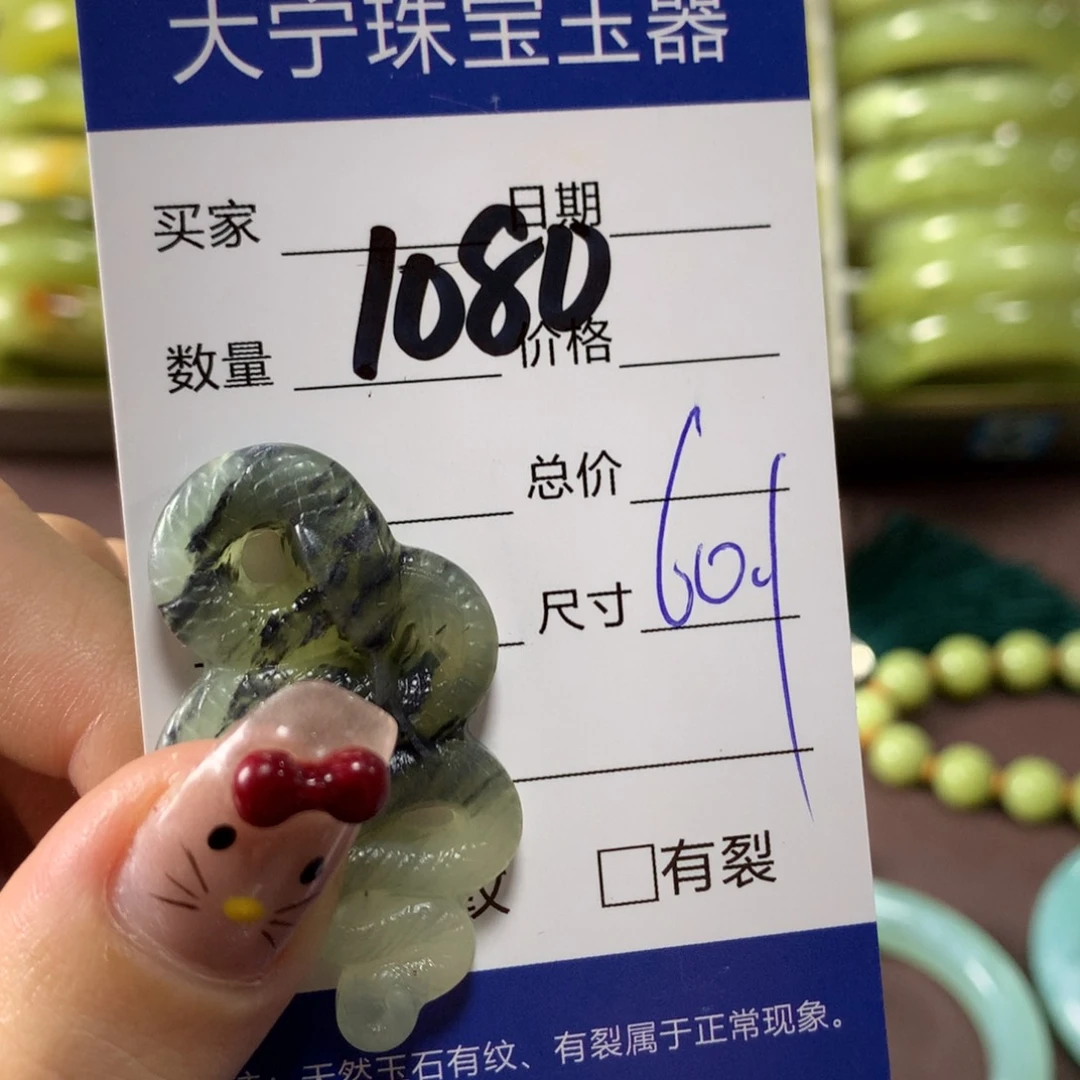 大宁珠宝玉器
买家 日期
1080
数量 价格
总价
尺寸
纹 □有裂
天然玉石有纹、有裂属于正常现象。